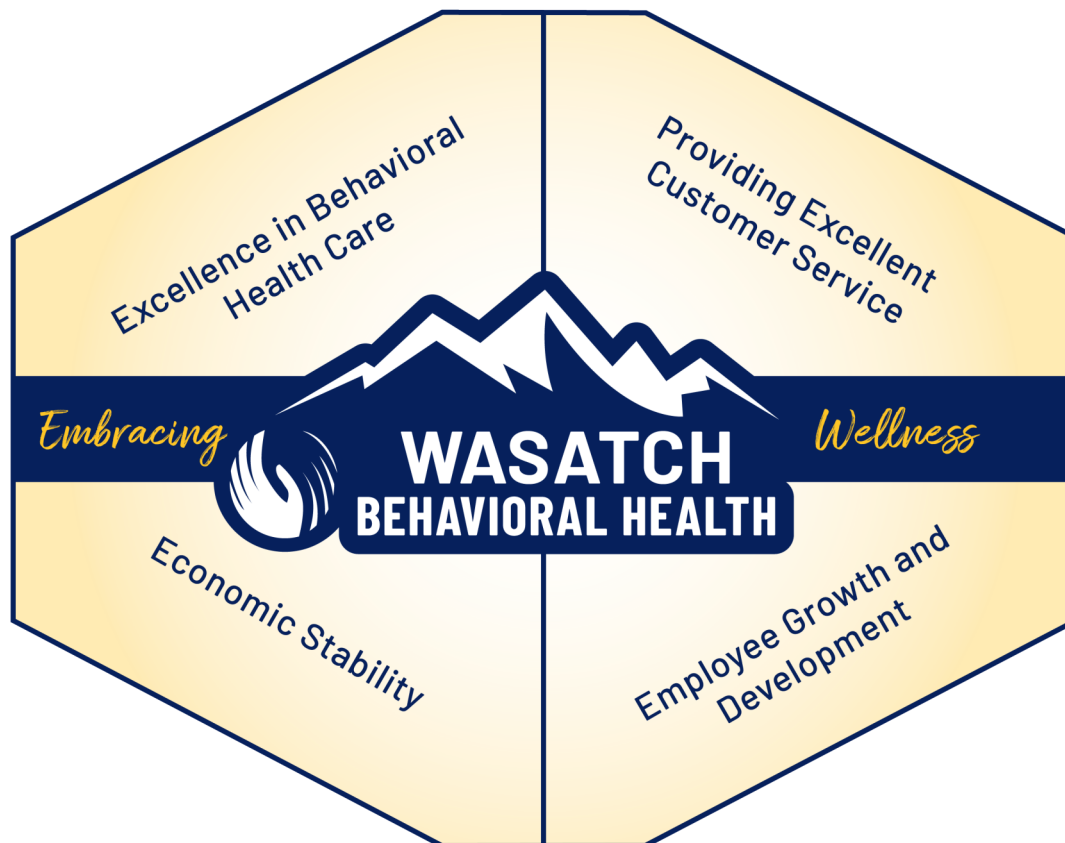 Excellence in Behavioral
Health Care
Providing Excellent
Customer Service
Embracing
Wellness
WASATCH
BEHAVIORAL HEALTH
Economic Stability
Employee Growth and
Development